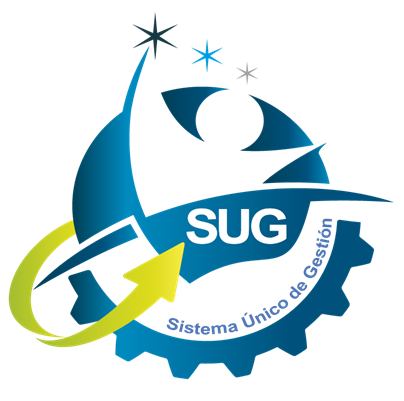 SUG
Sistema Único de Gestión